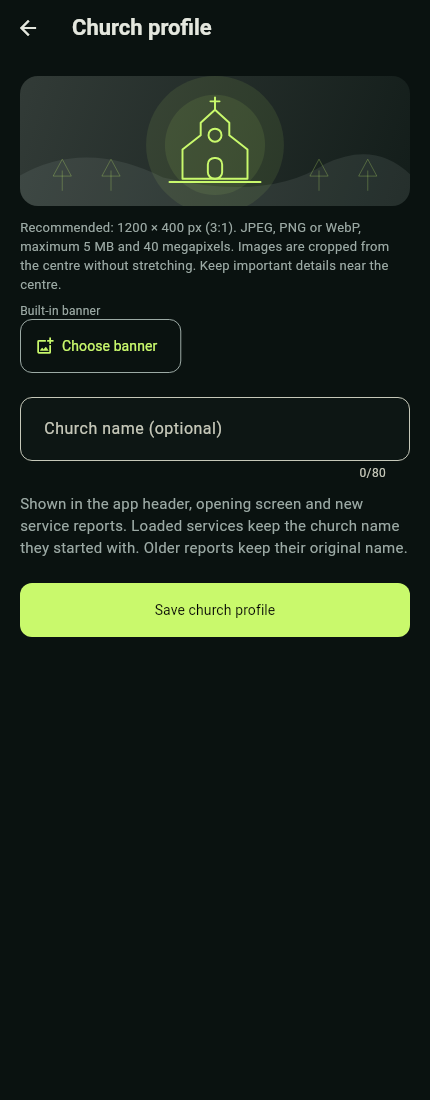 Church profile
Recommended: 1200 × 400 px (3:1). JPEG, PNG or WebP,
maximum 5 MB and 40 megapixels. Images are cropped from
the centre without stretching. Keep important details near the
centre.
Built-in banner
Choose banner
Church name (optional)
0/80
Shown in the app header, opening screen and new
service reports. Loaded services keep the church name
they started with. Older reports keep their original name.
Save church profile